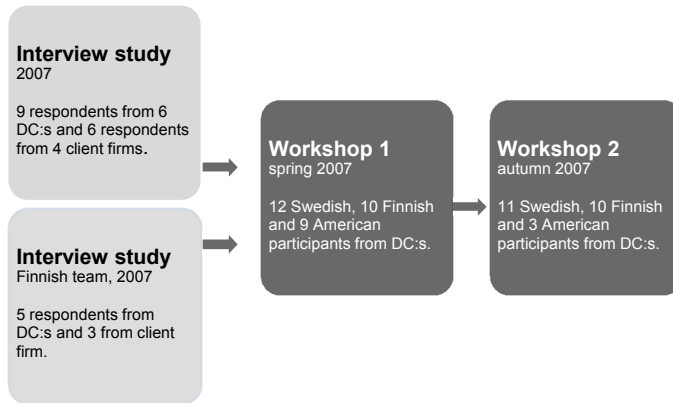 Interview study
2007
9 respondents from 6
DC:s and 6 respondents
from 4 client firms.
Interview study
Finnish team, 2007
5 respondents from
DC:s and 3 from client
firm.
Workshop 1
spring 2007
12 Swedish, 10 Finnish
and 9 American
participants from DC:s.
Workshop 2
autumn 2007
11 Swedish, 10 Finnish
and 3 American
participants from DC:s.